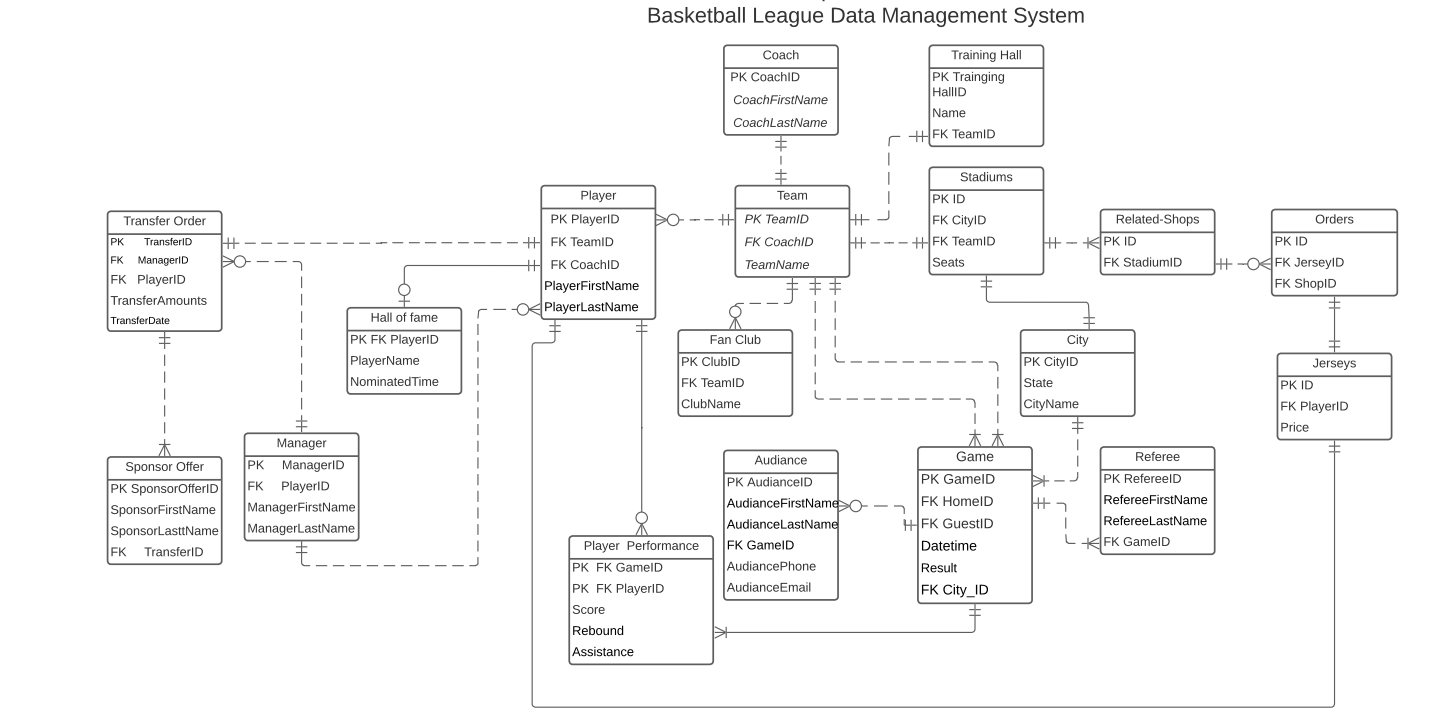 Basketball League Data Management System
Coach
PK CoachID
CoachFirstName
CoachLastName
Training Hall
PK Trainging
HallID
Name
FK TeamID
Player
PK PlayerID
FK TeamID
FK CoachID
PlayerFirstName
PlayerLastName
Team
PK TeamID
FK CoachID
TeamName
Stadiums
PK ID
FK CityID
FK TeamID
Seats
Related-Shops
PK ID
FK StadiumID
Orders
PK ID
FK JerseyID
FK ShopID
Transfer Order
PK TransferID
FK ManagerID
FK PlayerID
TransferAmounts
TransferDate
Hall of fame
PK FK PlayerID
PlayerName
NominatedTime
Fan Club
PK ClubID
FK TeamID
ClubName
City
PK CityID
State
CityName
Jerseys
PK ID
FK PlayerID
Price
Manager
PK ManagerID
FK PlayerID
ManagerFirstName
ManagerLastName
Sponsor Offer
PK SponsorOfferID
SponsorFirstName
SponsorLasttName
FK TransferID
Audiance
PK AudianceID
AudianceFirstName
AudianceLastName
FK GameID
AudiancePhone
AudianceEmail
Game
PK GameID
FK HomeID
FK GuestID
Datetime
Result
FK City_ID
Referee
PK RefereeID
RefereeFirstName
RefereeLastName
FK GameID
Player Performance
PK FK GameID
PK FK PlayerID
Score
Rebound
Assistance